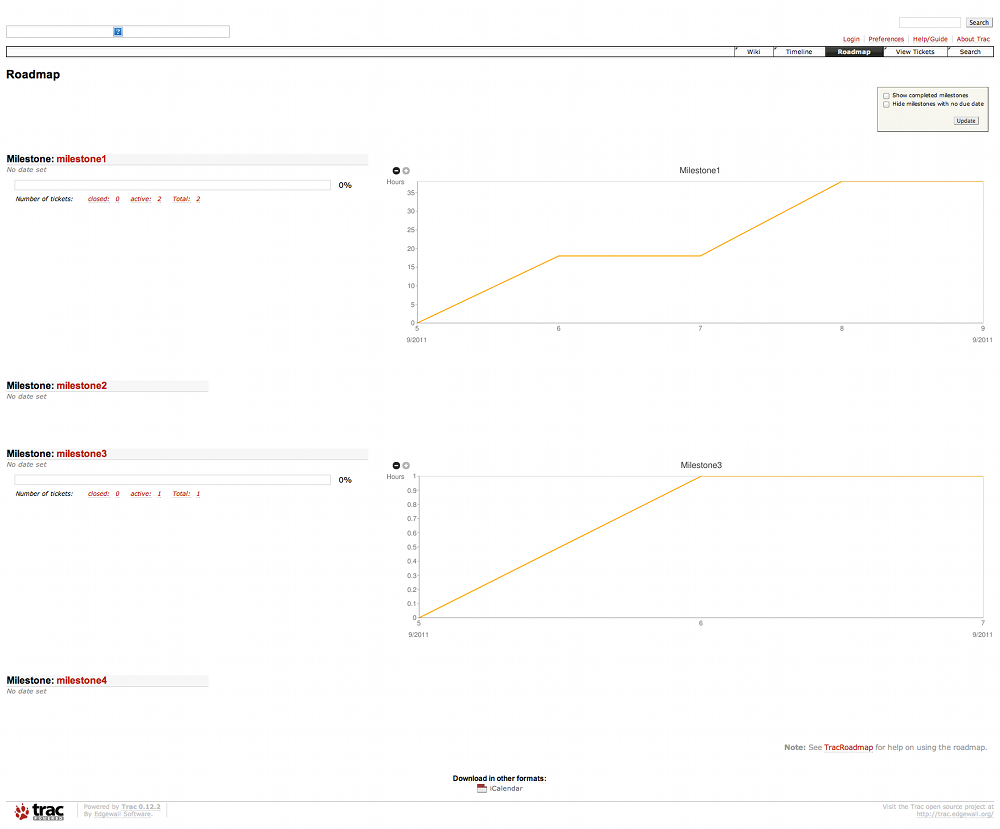 ?
Search
Login | Preferences | Help/Guide | About Trac
Wiki Timeline Roadmap View Tickets Search
Roadmap
Show completed milestones
Hide milestones with no due date
Update
Milestone: milestone1
No date set
0%
Number of tickets: closed: 0 active: 2 Total: 2
Milestone1
Hours
35
30
25
20
15
10
5
0
5 6 7 8 9
9/2011 9/2011
Milestone: milestone2
No date set
Milestone: milestone3
No date set
0%
Number of tickets: closed: 0 active: 1 Total: 1
Milestone3
Hours
1
0.9
0.8
0.7
0.6
0.5
0.4
0.3
0.2
0.1
0
5 6 7
9/2011 9/2011
Milestone: milestone4
No date set
Note: See TracRoadmap for help on using the roadmap.
Download in other formats:
iCalendar
trac
POWERED
Powered by Trac 0.12.2
By Edgewall Software.
Visit the Trac open source project at
http://trac.edgewall.org/